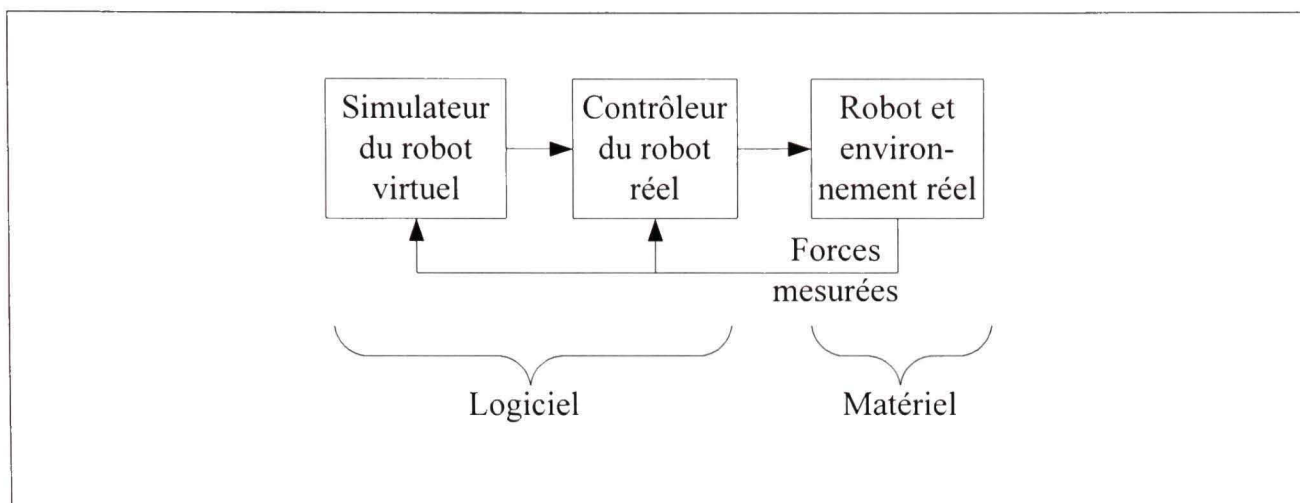 Simulateur
du robot
virtuel
Contrôleur
du robot
réel
Robot et
environ-
nement réel
Forces
mesurées
Logiciel
Matériel